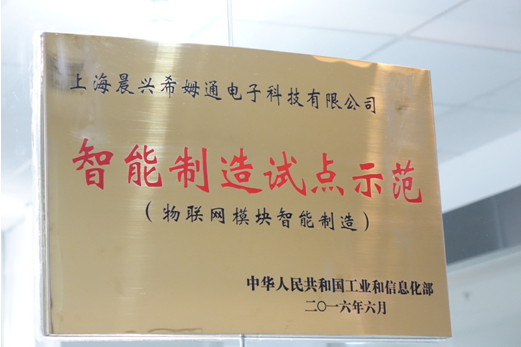 上海晨兴希姆通电子科技有限公司
智能制造试点示范
（物联网模块智能制造）
中华人民共和国工业和信息化部
二〇一六年六月